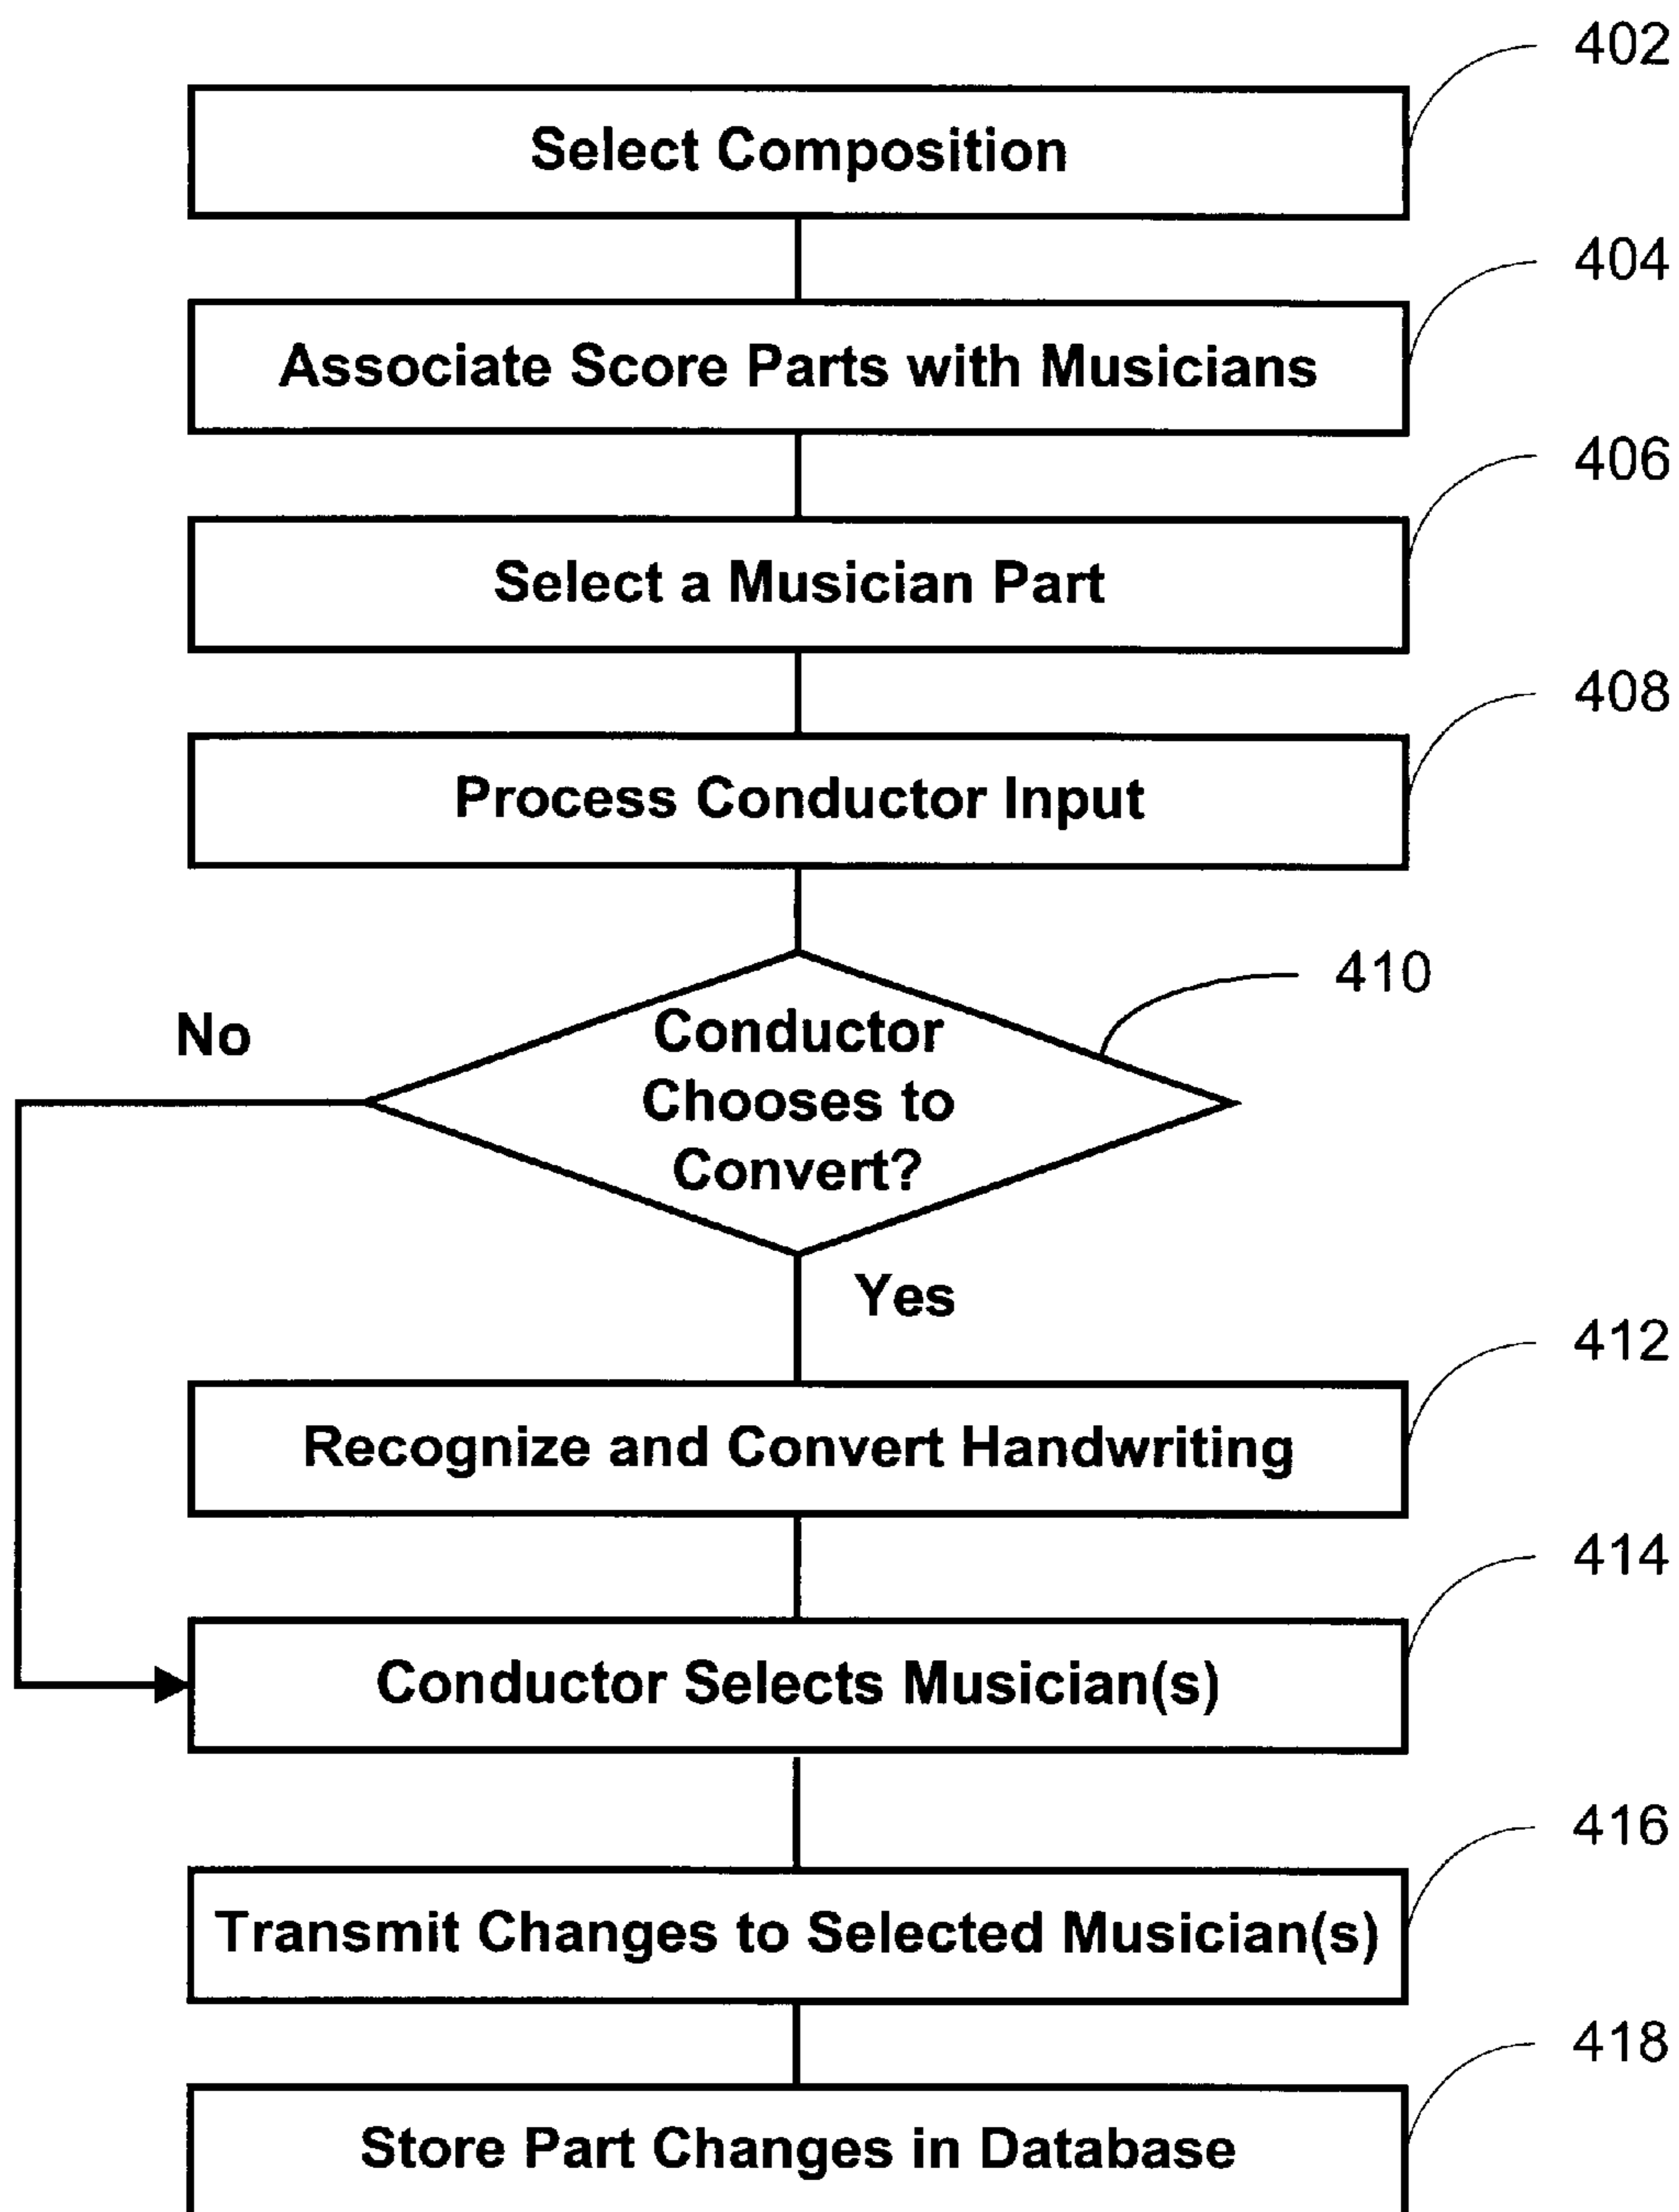 402
Select Composition
404
Associate Score Parts with Musicians
406
Select a Musician Part
408
Process Conductor Input
410
No
Conductor
Chooses to
Convert?
Yes
412
Recognize and Convert Handwriting
414
Conductor Selects Musician(s)
416
Transmit Changes to Selected Musician(s)
418
Store Part Changes in Database